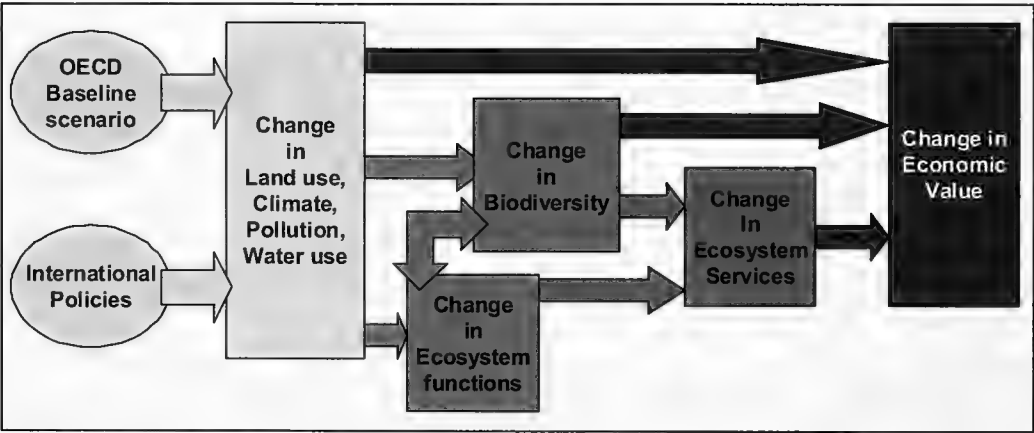 OECD
Baseline
scenario
International
Policies
Change
in
Land use,
Climate,
Pollution,
Water use
Change
in
Biodiversity
Change
in
Ecosystem
functions
Change
In
Ecosystem
Services
Change in
Economic
Value